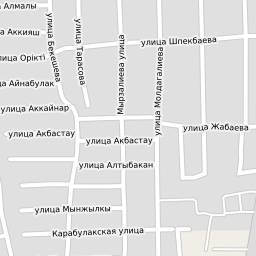 Алмалы
улица Аккияш
улица Орікті
улица Айнабулак
улица Аккайнар
улица Акбастау
улица Бекешева
улица Тарасова
Мырзалиева улица
улица Молдагалиева
улица Шпекбаева
улица Жабаева
улица Акбастау
улица Алтыбакан
улица Мынжылкы
Карабулакская улица